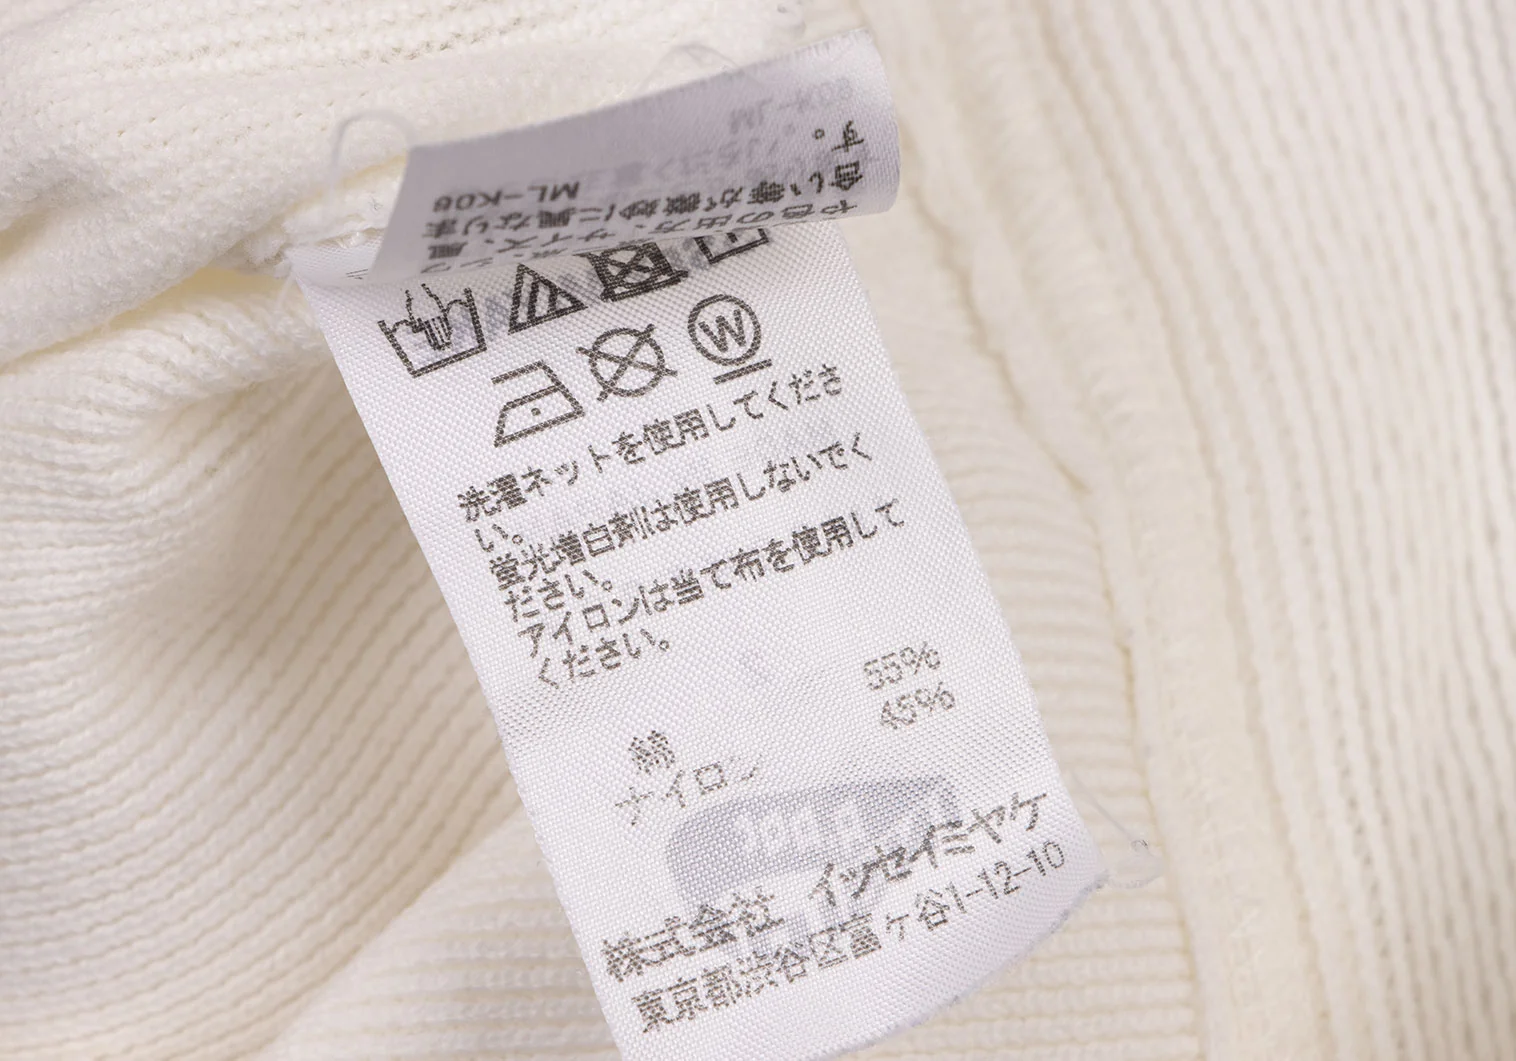 ML-K06
W
洗濯ネットを使用してくださ
い。
蛍光増白剤は使用しないでく
ださい。
アイロンは当て布を使用して
ください。
綿 55%
ナイロン 45%
株式会社 イッセイミヤケ
東京都渋谷区富ヶ谷1-12-10